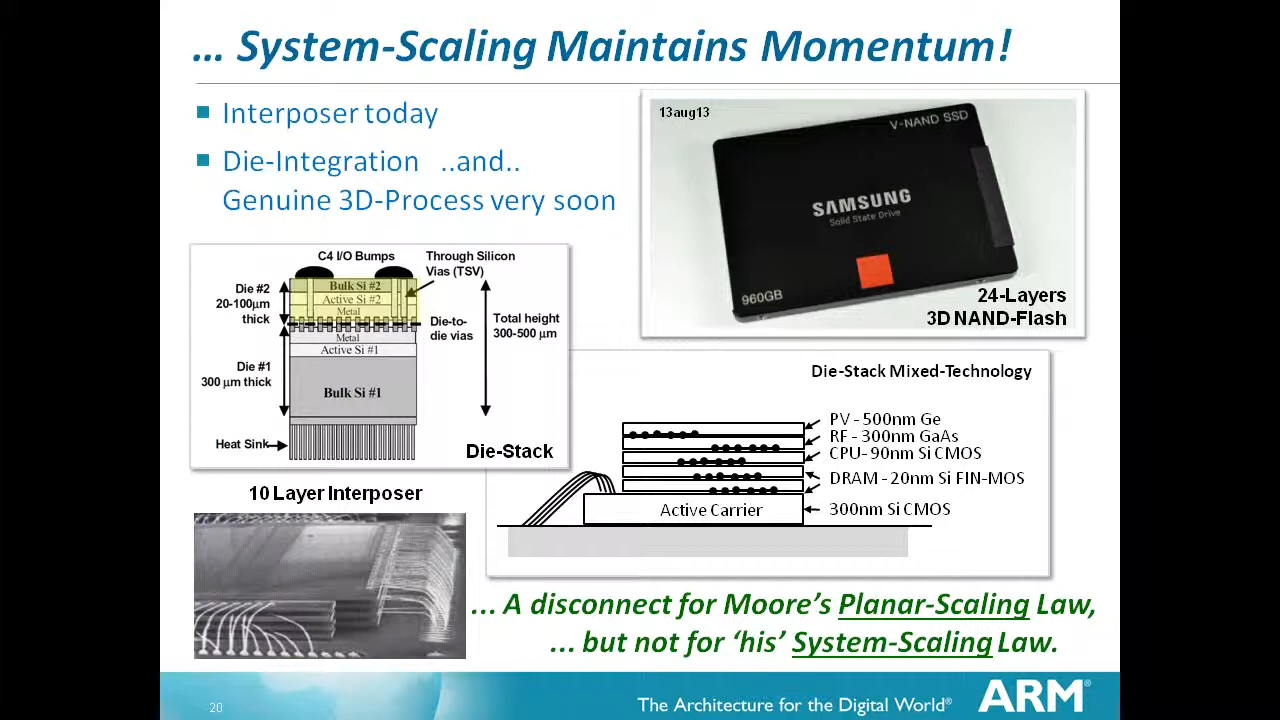 ... System-Scaling Maintains Momentum!
Interposer today
Die-Integration ..and..
Genuine 3D-Process very soon
13aug13
V-NAND SSD
SAMSUNG
Solid State Drive
960GB
24-Layers
3D NAND-Flash
C4 I/O Bumps
Through Silicon
Vias (TSV)
Die #2
20-100μm
thick
Bulk Si #2
Active Si #2
Metal
Die-to-
die vias
Total height
300-500 μm
Metal
Active Si #1
Die #1
300 μm thick
Bulk Si #1
Heat Sink
Die-Stack
Die-Stack Mixed-Technology
PV - 500nm Ge
RF - 300nm GaAs
CPU- 90nm Si CMOS
DRAM - 20nm Si FIN-MOS
Active Carrier
300nm Si CMOS
10 Layer Interposer
... A disconnect for Moore's Planar-Scaling Law,
... but not for ‘his’ System-Scaling Law.
20
The Architecture for the Digital World®
ARM®